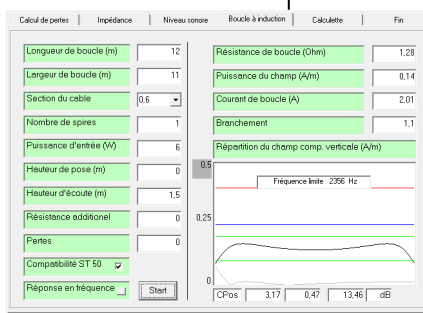 Calcul de pertes Impédance Niveau sonore Boucle à induction Calculette Fin
Longueur de boucle (m) 12
Largeur de boucle (m) 11
Section du cable 0,6
Nombre de spires 1
Puissance d'entrée (W) 6
Hauteur de pose (m) 0
Hauteur d'écoute (m) 1,5
Résistance additionel 0
Pertes 0
Compatibilité ST 50
Réponse en fréquence Start
Résistance de boucle (Ohm) 1,28
Puissance du champ (A/m) 0,14
Courant de boucle (A) 2,01
Branchement 1,1
Répartition du champ comp. verticale (A/m)
0,5
Fréquence limite 2356 Hz
0,25
0
CPos 3,17 0,47 13,46 dB